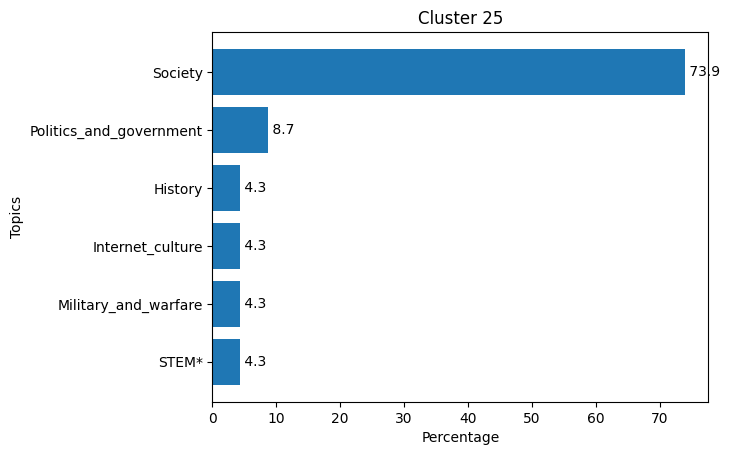 Cluster 25
Topics
Society
73.9
Politics_and_government
8.7
History
4.3
Internet_culture
4.3
Military_and_warfare
4.3
STEM*
4.3
0 10 20 30 40 50 60 70
Percentage